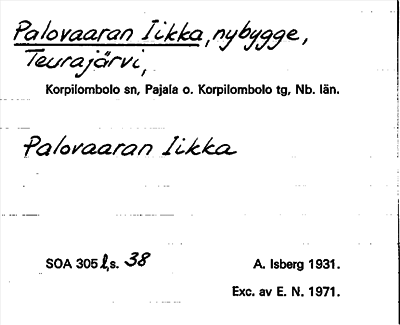 Palovaaran Iikka, nybygge,
Teurajärvi,
Korpilombolo sn, Pajala o. Korpilombolo tg, Nb. län.
Palovaaran Iikka
SOA 305 l,s. 38
A. Isberg 1931.
Exc. av E. N. 1971.